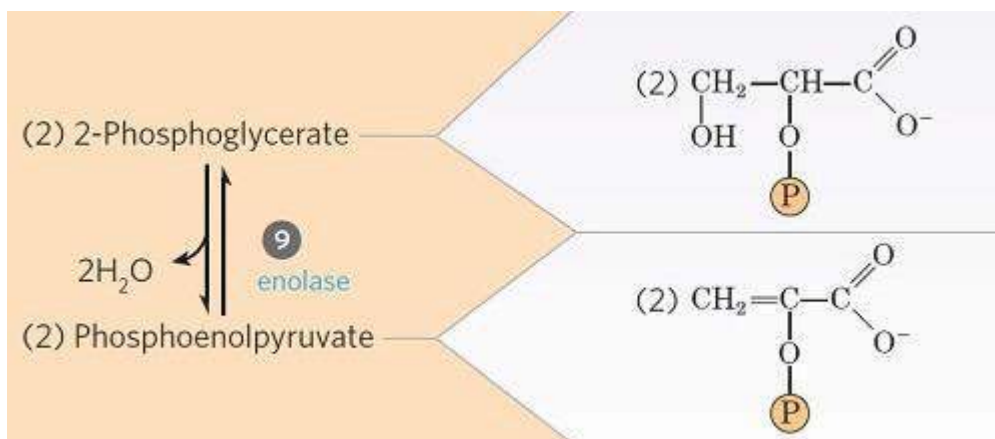 (2) 2-Phosphoglycerate
9
2H₂O
enolase
(2) Phosphoenolpyruvate
O
(2) CH₂—CH—C
O⁻
OH O
P
O
(2) CH₂=C—C
O⁻
O
P